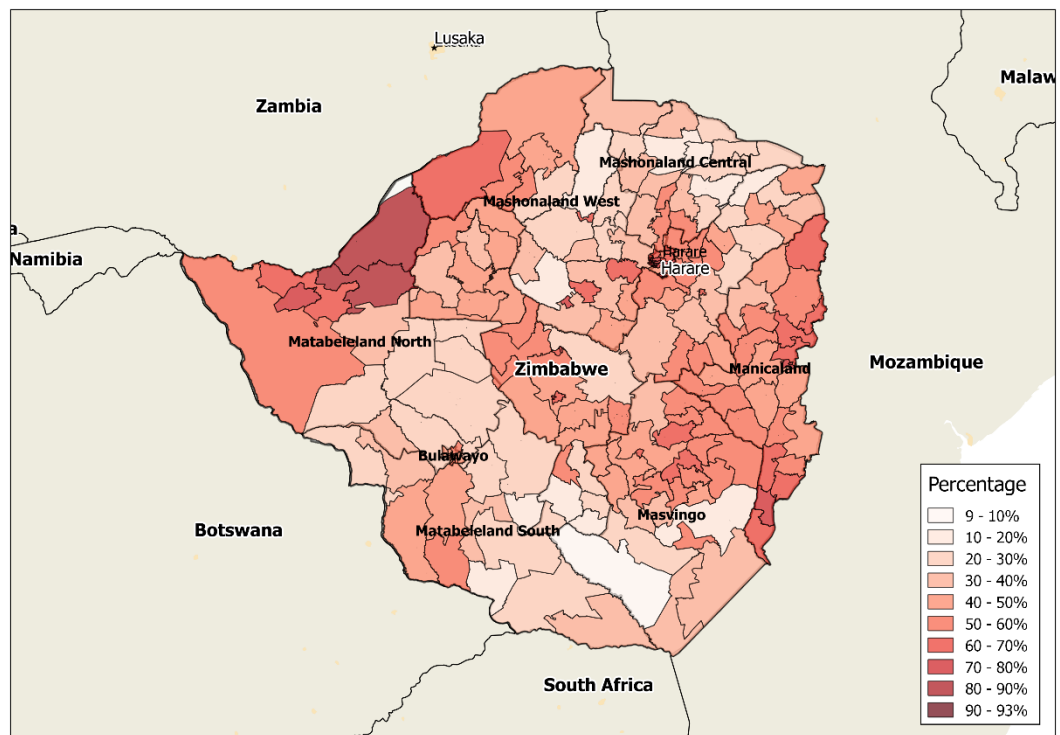 Lusaka
Malaw
Zambia
Mashonaland Central
Mashonaland West
a
Namibia
Harare
Harare
Matabeleland North
Zimbabwe
Manicaland
Mozambique
Bulawayo
Masvingo
Matabeleland South
Botswana
South Africa
Percentage
9 - 10%
10 - 20%
20 - 30%
30 - 40%
40 - 50%
50 - 60%
60 - 70%
70 - 80%
80 - 90%
90 - 93%